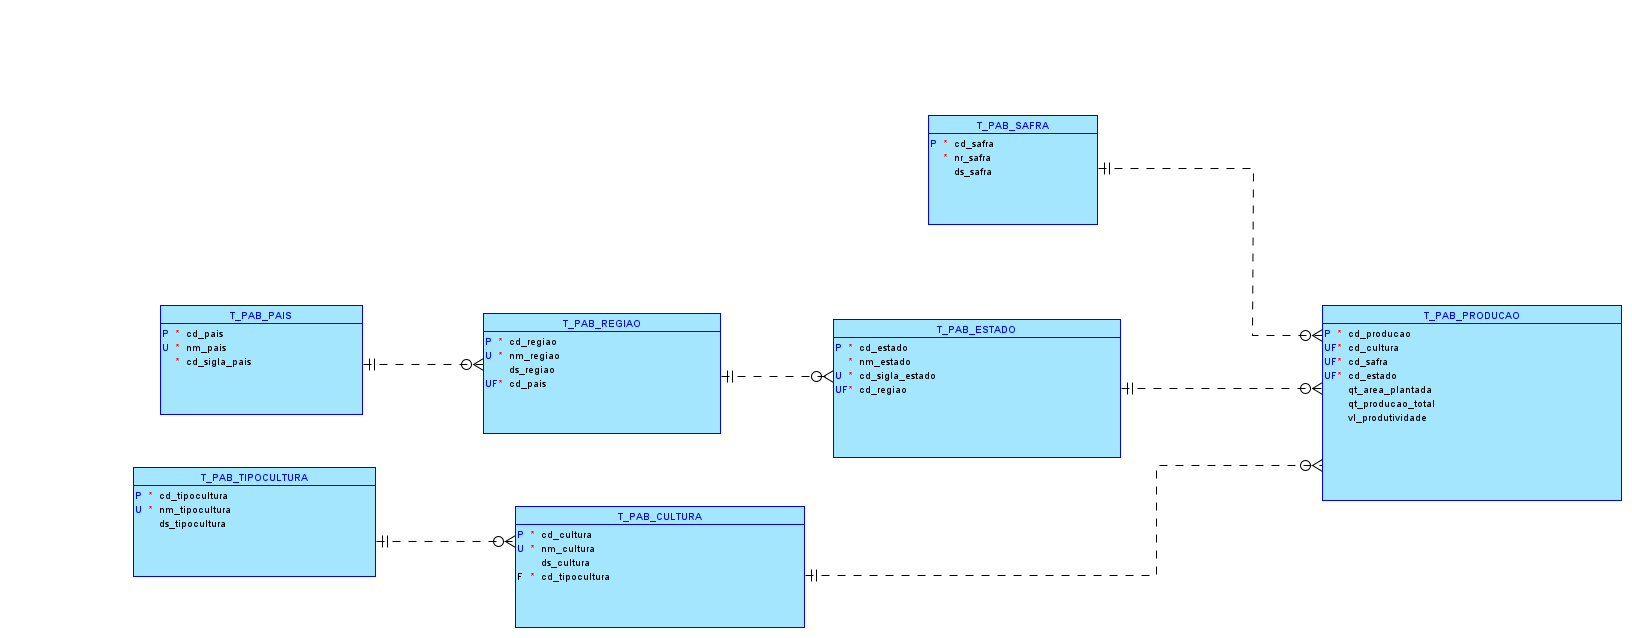 T_PAB_SAFRA
P * cd_safra
* nr_safra
ds_safra
T_PAB_PAIS
P * cd_pais
U * nm_pais
* cd_sigla_pais
T_PAB_REGIAO
P * cd_regiao
U * nm_regiao
ds_regiao
UF* cd_pais
T_PAB_ESTADO
P * cd_estado
* nm_estado
U * cd_sigla_estado
UF* cd_regiao
T_PAB_PRODUCAO
P * cd_producao
UF* cd_cultura
UF* cd_safra
UF* cd_estado
qt_area_plantada
qt_producao_total
vl_produtividade
T_PAB_TIPOCULTURA
P * cd_tipocultura
U * nm_tipocultura
ds_tipocultura
T_PAB_CULTURA
P * cd_cultura
U * nm_cultura
ds_cultura
F * cd_tipocultura